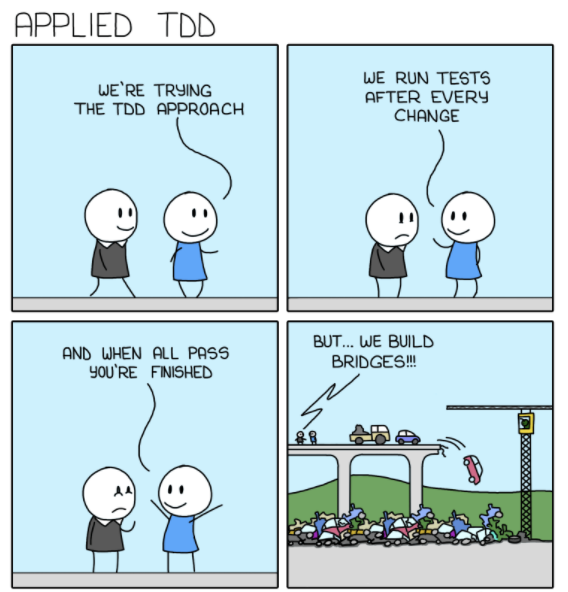 APPLIED TDD
WE'RE TRYING
THE TDD APPROACH
WE RUN TESTS
AFTER EVERY
CHANGE
AND WHEN ALL PASS
YOU'RE FINISHED
BUT... WE BUILD
BRIDGES!!!